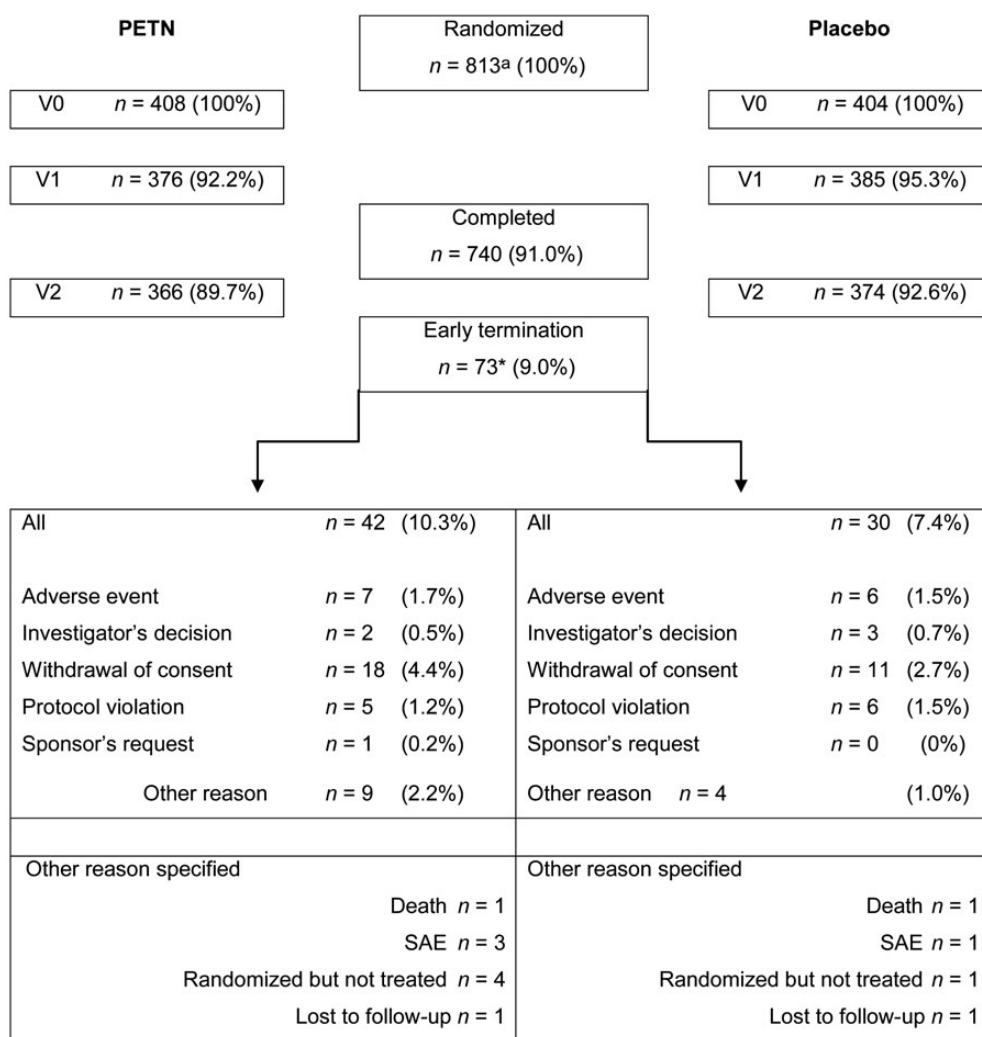 PETN
Randomized
n = 813ª (100%)
Placebo
V0 n = 408 (100%)
V0 n = 404 (100%)
V1 n = 376 (92.2%)
V1 n = 385 (95.3%)
Completed
n = 740 (91.0%)
V2 n = 366 (89.7%)
V2 n = 374 (92.6%)
Early termination
n = 73* (9.0%)
All n = 42 (10.3%)
Adverse event n = 7 (1.7%)
Investigator’s decision n = 2 (0.5%)
Withdrawal of consent n = 18 (4.4%)
Protocol violation n = 5 (1.2%)
Sponsor’s request n = 1 (0.2%)
Other reason n = 9 (2.2%)
All n = 30 (7.4%)
Adverse event n = 6 (1.5%)
Investigator’s decision n = 3 (0.7%)
Withdrawal of consent n = 11 (2.7%)
Protocol violation n = 6 (1.5%)
Sponsor’s request n = 0 (0%)
Other reason n = 4 (1.0%)
Other reason specified
Death n = 1
SAE n = 3
Randomized but not treated n = 4
Lost to follow-up n = 1
Other reason specified
Death n = 1
SAE n = 1
Randomized but not treated n = 1
Lost to follow-up n = 1